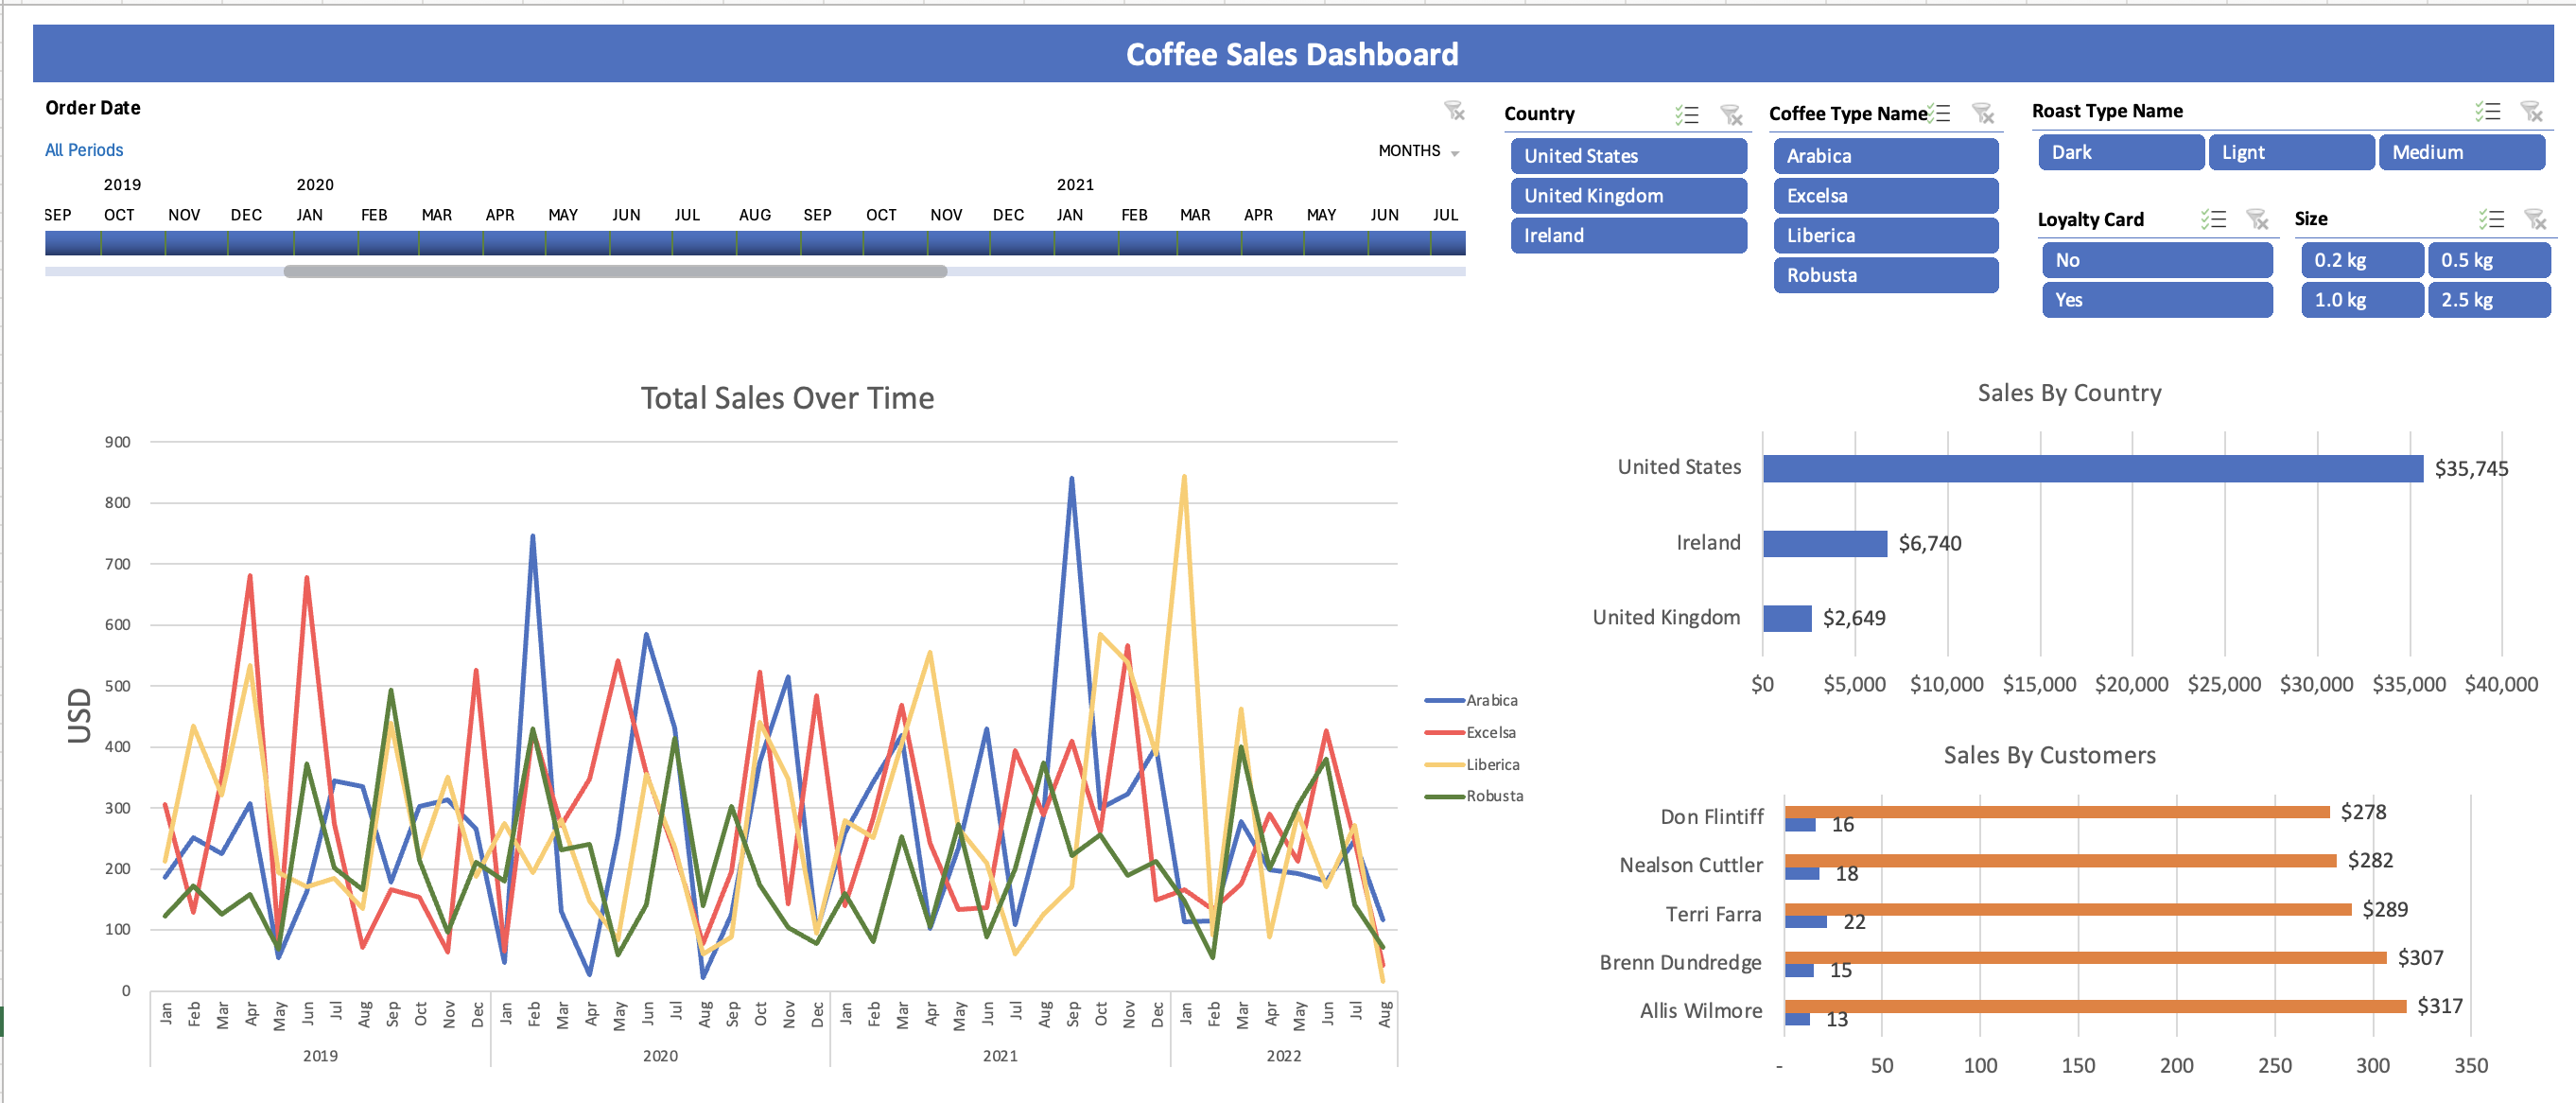 Coffee Sales Dashboard
Order Date
All Periods
MONTHS
2019 2020 2021
SEP OCT NOV DEC JAN FEB MAR APR MAY JUN JUL AUG SEP OCT NOV DEC JAN FEB MAR APR MAY JUN JUL
Country
United States
United Kingdom
Ireland
Coffee Type Name
Arabica
Excelsa
Liberica
Robusta
Roast Type Name
Dark Lignt Medium
Loyalty Card
No
Yes
Size
0.2 kg 0.5 kg
1.0 kg 2.5 kg
Total Sales Over Time
USD
900
800
700
600
500
400
300
200
100
0
Jan Feb Mar Apr May Jun Jul Aug Sep Oct Nov Dec Jan Feb Mar Apr May Jun Jul Aug Sep Oct Nov Dec Jan Feb Mar Apr May Jun Jul Aug Sep Oct Nov Dec Jan Feb Mar Apr May Jun Jul Aug
2019 2020 2021 2022
Arabica
Excelsa
Liberica
Robusta
Sales By Country
United States $35,745
Ireland $6,740
United Kingdom $2,649
$0 $5,000 $10,000 $15,000 $20,000 $25,000 $30,000 $35,000 $40,000
Sales By Customers
Don Flintiff $278
16
Nealson Cuttler $282
18
Terri Farra $289
22
Brenn Dundredge $307
15
Allis Wilmore $317
13
- 50 100 150 200 250 300 350